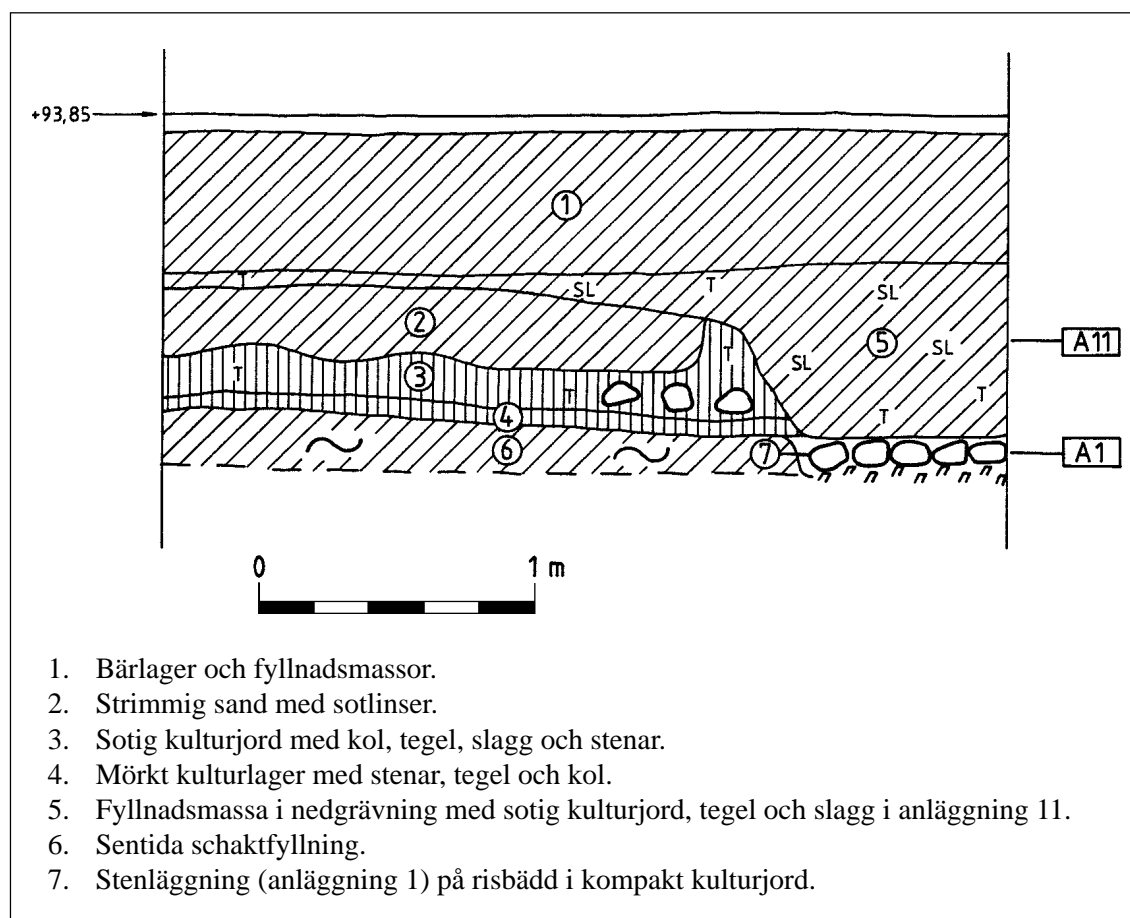 +93,85
1
T
SL
T
SL
2
5
A11
T
SL
SL
3
T
T
T
4
T
6
7
A1
0 1 m
1. Bärlager och fyllnadsmassor.
2. Strimmig sand med sotlinser.
3. Sotig kulturjord med kol, tegel, slagg och stenar.
4. Mörkt kulturlager med stenar, tegel och kol.
5. Fyllnadsmassa i nedgrävning med sotig kulturjord, tegel och slagg i anläggning 11.
6. Sentida schaktfyllning.
7. Stenläggning (anläggning 1) på risbädd i kompakt kulturjord.